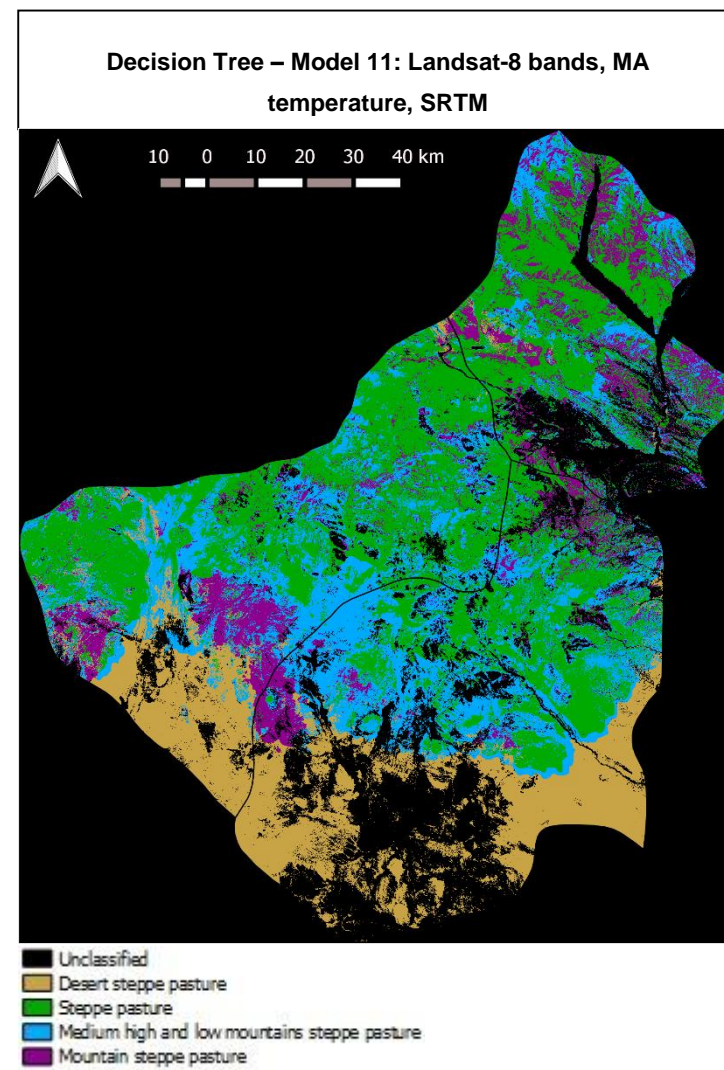 Decision Tree – Model 11: Landsat-8 bands, MA
temperature, SRTM
10 0 10 20 30 40 km
Unclassified
Desert steppe pasture
Steppe pasture
Medium high and low mountains steppe pasture
Mountain steppe pasture